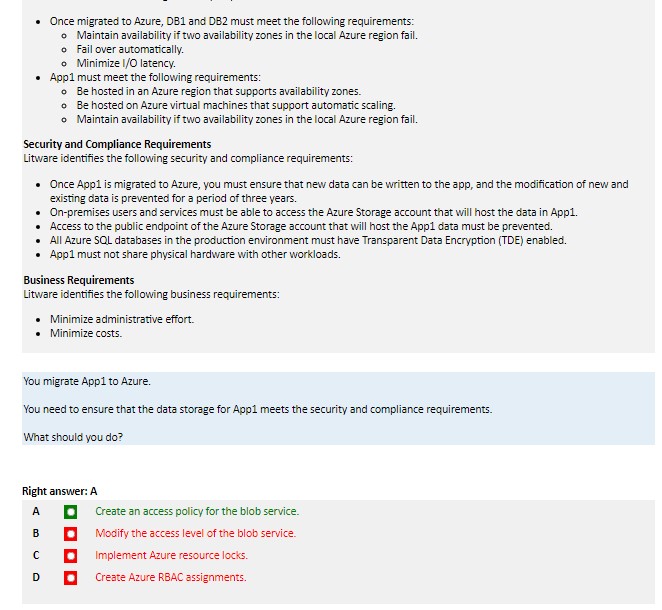 • Once migrated to Azure, DB1 and DB2 must meet the following requirements:
o Maintain availability if two availability zones in the local Azure region fail.
o Fail over automatically.
o Minimize I/O latency.
• App1 must meet the following requirements:
o Be hosted in an Azure region that supports availability zones.
o Be hosted on Azure virtual machines that support automatic scaling.
o Maintain availability if two availability zones in the local Azure region fail.
Security and Compliance Requirements
Litware identifies the following security and compliance requirements:
• Once App1 is migrated to Azure, you must ensure that new data can be written to the app, and the modification of new and
existing data is prevented for a period of three years.
• On-premises users and services must be able to access the Azure Storage account that will host the data in App1.
• Access to the public endpoint of the Azure Storage account that will host the App1 data must be prevented.
• All Azure SQL databases in the production environment must have Transparent Data Encryption (TDE) enabled.
• App1 must not share physical hardware with other workloads.
Business Requirements
Litware identifies the following business requirements:
• Minimize administrative effort.
• Minimize costs.
You migrate App1 to Azure.
You need to ensure that the data storage for App1 meets the security and compliance requirements.
What should you do?
Right answer: A
A Create an access policy for the blob service.
B Modify the access level of the blob service.
C Implement Azure resource locks.
D Create Azure RBAC assignments.